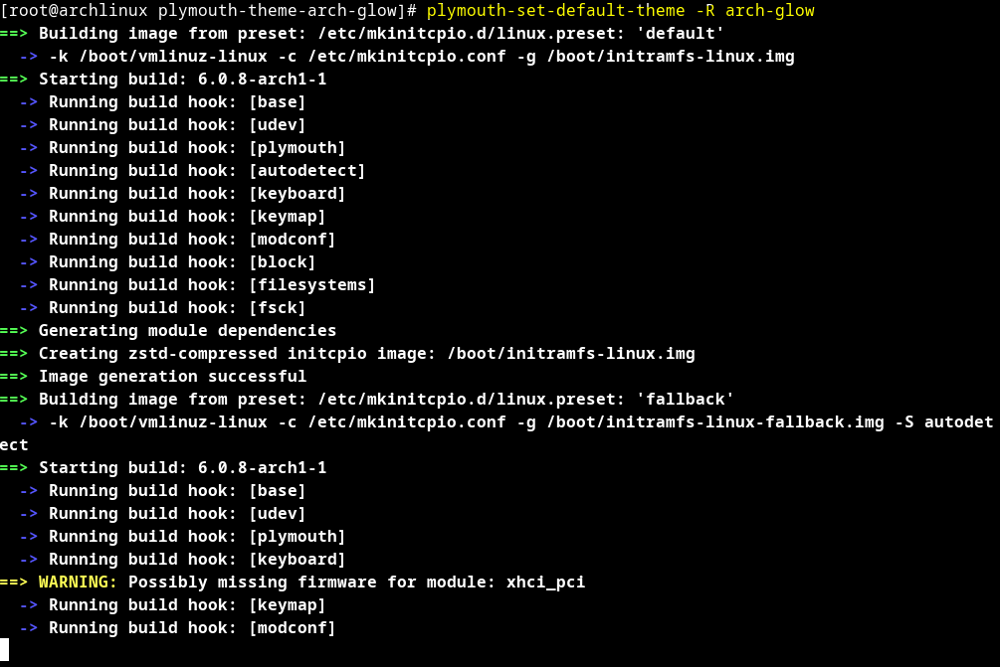 [root@archlinux plymouth-theme-arch-glow]# plymouth-set-default-theme -R arch-glow
==> Building image from preset: /etc/mkinitcpio.d/linux.preset: 'default'
  -> -k /boot/vmlinuz-linux -c /etc/mkinitcpio.conf -g /boot/initramfs-linux.img
==> Starting build: 6.0.8-arch1-1
  -> Running build hook: [base]
  -> Running build hook: [udev]
  -> Running build hook: [plymouth]
  -> Running build hook: [autodetect]
  -> Running build hook: [keyboard]
  -> Running build hook: [keymap]
  -> Running build hook: [modconf]
  -> Running build hook: [block]
  -> Running build hook: [filesystems]
  -> Running build hook: [fsck]
==> Generating module dependencies
==> Creating zstd-compressed initcpio image: /boot/initramfs-linux.img
==> Image generation successful
==> Building image from preset: /etc/mkinitcpio.d/linux.preset: 'fallback'
  -> -k /boot/vmlinuz-linux -c /etc/mkinitcpio.conf -g /boot/initramfs-linux-fallback.img -S autodet
ect
==> Starting build: 6.0.8-arch1-1
  -> Running build hook: [base]
  -> Running build hook: [udev]
  -> Running build hook: [plymouth]
  -> Running build hook: [keyboard]
==> WARNING: Possibly missing firmware for module: xhci_pci
  -> Running build hook: [keymap]
  -> Running build hook: [modconf]